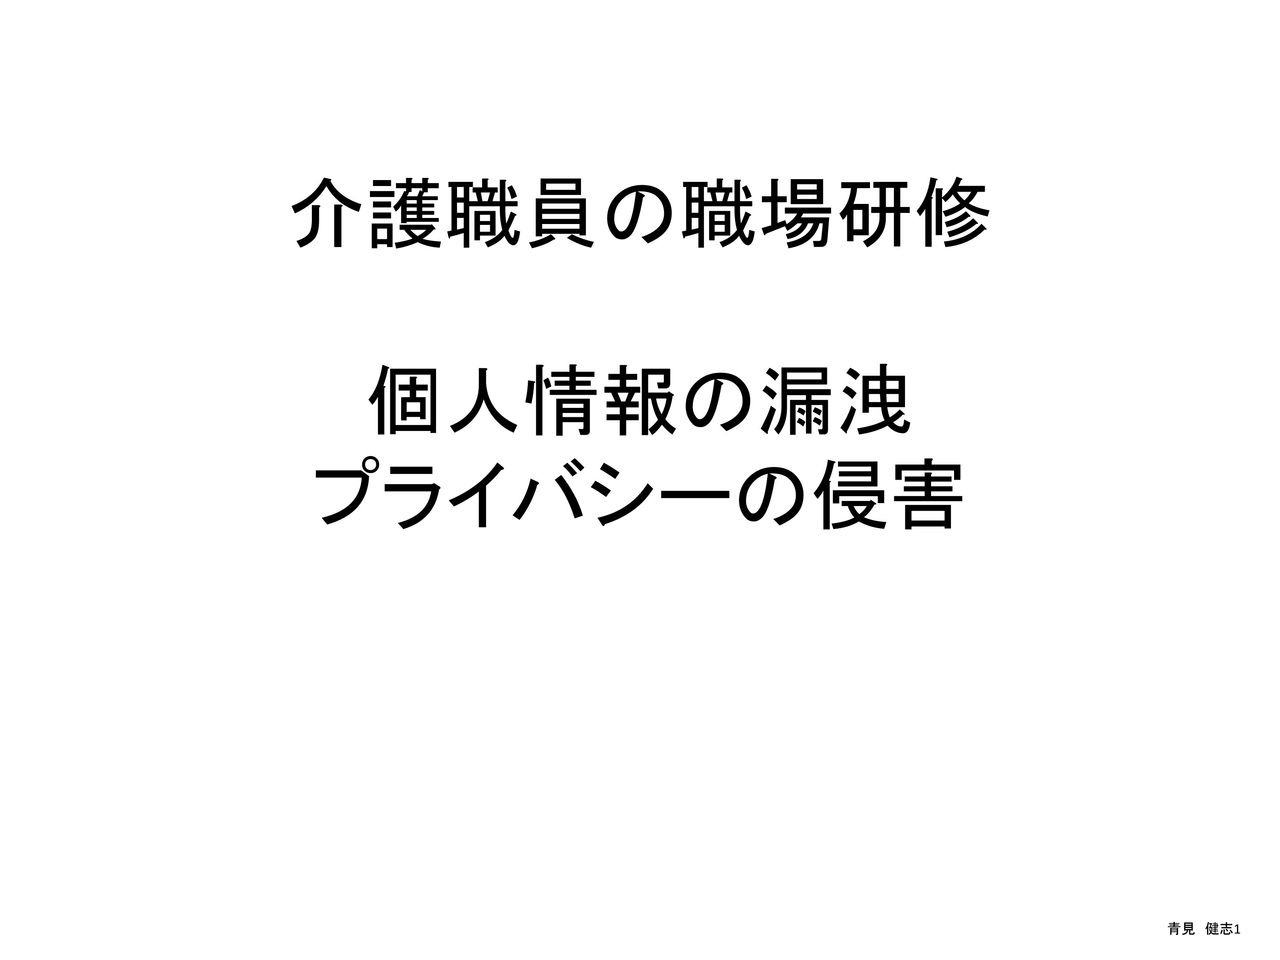 介護職員の職場研修
個人情報の漏洩
プライバシーの侵害
青見　健志1